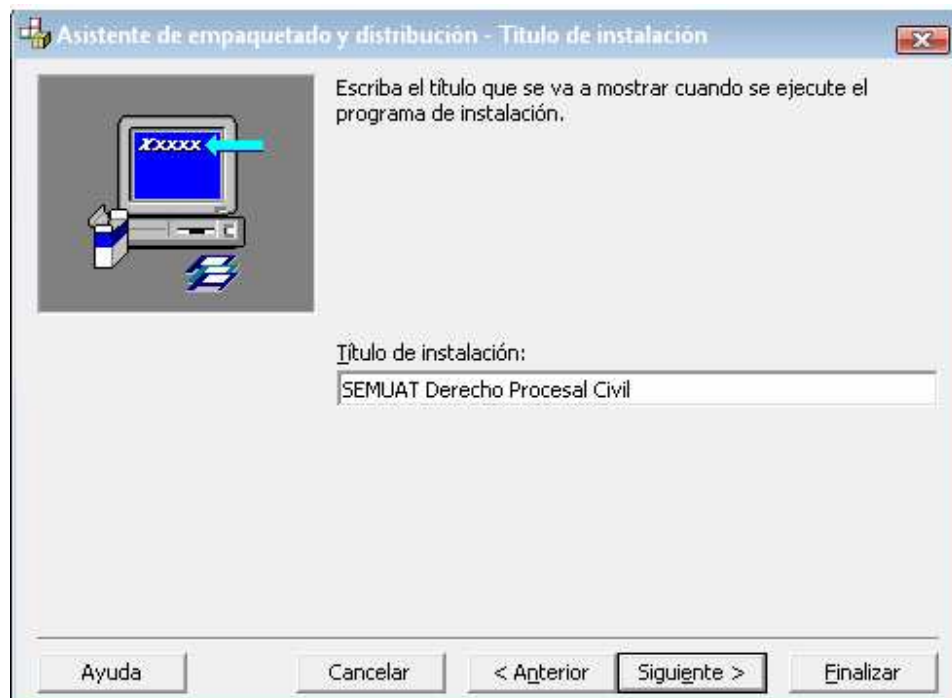 Asistente de empaquetado y distribución - Título de instalación
Escriba el título que se va a mostrar cuando se ejecute el
programa de instalación.
Xxxxx
Título de instalación:
SEMUAT Derecho Procesal Civil
Ayuda
Cancelar
< Anterior
Siguiente >
Finalizar